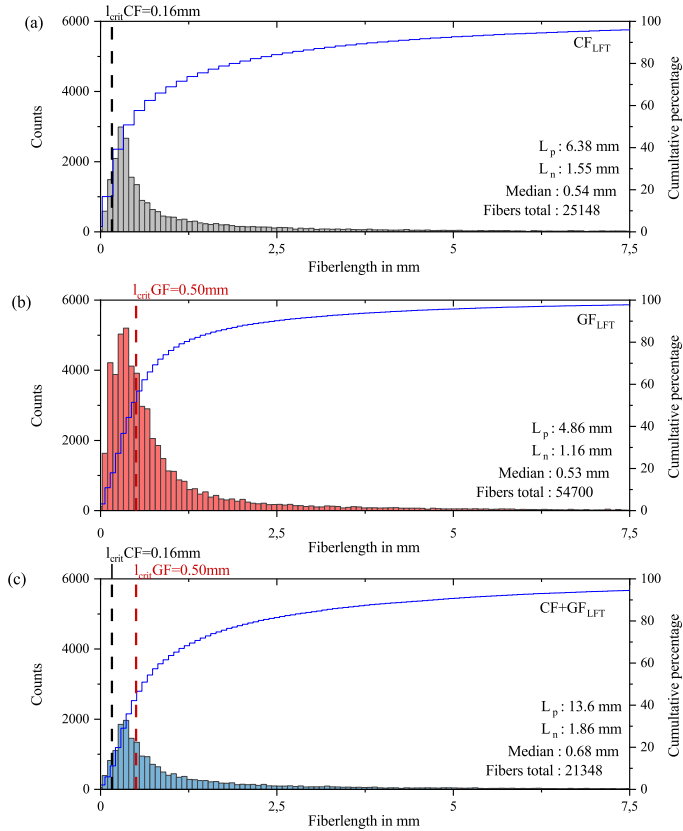 l_crit CF=0.16mm
(a)
6000
4000
2000
0
Counts
100
80
60
40
20
0
Cumultative percentage
CF_LFT
L_p : 6.38 mm
L_n : 1.55 mm
Median : 0.54 mm
Fibers total : 25148
0 2,5 5 7,5
Fiberlength in mm
(b)
l_crit GF=0.50mm
6000
4000
2000
0
Counts
100
80
60
40
20
0
Cumultative percentage
GF_LFT
L_p : 4.86 mm
L_n : 1.16 mm
Median : 0.53 mm
Fibers total : 54700
0 2,5 5 7,5
Fiberlength in mm
l_crit CF=0.16mm
(c)
l_crit GF=0.50mm
6000
4000
2000
0
Counts
100
80
60
40
20
0
Cumultative percentage
CF+GF_LFT
L_p : 13.6 mm
L_n : 1.86 mm
Median : 0.68 mm
Fibers total : 21348
0 2,5 5 7,5
Fiberlength in mm